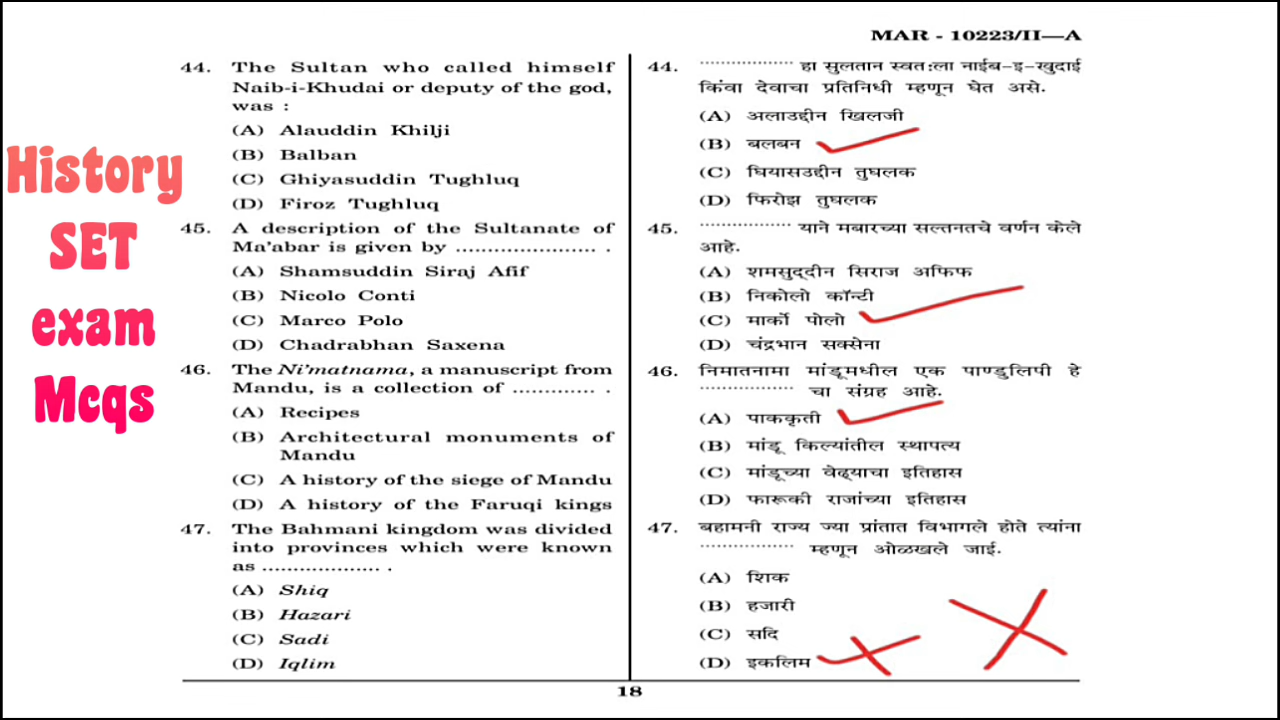 MAR - 10223/II—A
History
SET
exam
Mcqs
44. The Sultan who called himself
Naib-i-Khudai or deputy of the god,
was :
(A) Alauddin Khilji
(B) Balban
(C) Ghiyasuddin Tughluq
(D) Firoz Tughluq
45. A description of the Sultanate of
Ma’abar is given by ...................... .
(A) Shamsuddin Siraj Afif
(B) Nicolo Conti
(C) Marco Polo
(D) Chadrabhan Saxena
46. The Ni’matnama, a manuscript from
Mandu, is a collection of ............. .
(A) Recipes
(B) Architectural monuments of
Mandu
(C) A history of the siege of Mandu
(D) A history of the Faruqi kings
47. The Bahmani kingdom was divided
into provinces which were known
as ................... .
(A) Shiq
(B) Hazari
(C) Sadi
(D) Iqlim
44. .................. हा सुलतान स्वत:ला नाईब-इ-खुदाई
किंवा देवाचा प्रतिनिधी म्हणून घेत असे.
(A) अलाउद्दीन खिलजी
(B) बलबन
(C) घियासउद्दीन तुघलक
(D) फिरोझ तुघलक
45. .................. याने मबारच्या सल्तनतचे वर्णन केले
आहे.
(A) शमसुद्दीन सिराज अफिफ
(B) निकोलो कॉन्टी
(C) मार्को पोलो
(D) चंद्रभान सक्सेना
46. निमातनामा मांडूमधील एक पाण्डुलिपी हे
.................. चा संग्रह आहे.
(A) पाककृती
(B) मांडू किल्यांतील स्थापत्य
(C) मांडूच्या वेढ्याचा इतिहास
(D) फारूकी राजांच्या इतिहास
47. बहामनी राज्य ज्या प्रांतात विभागले होते त्यांना
.................. म्हणून ओळखले जाई.
(A) शिक
(B) हजारी
(C) सदि
(D) इकलिम
18